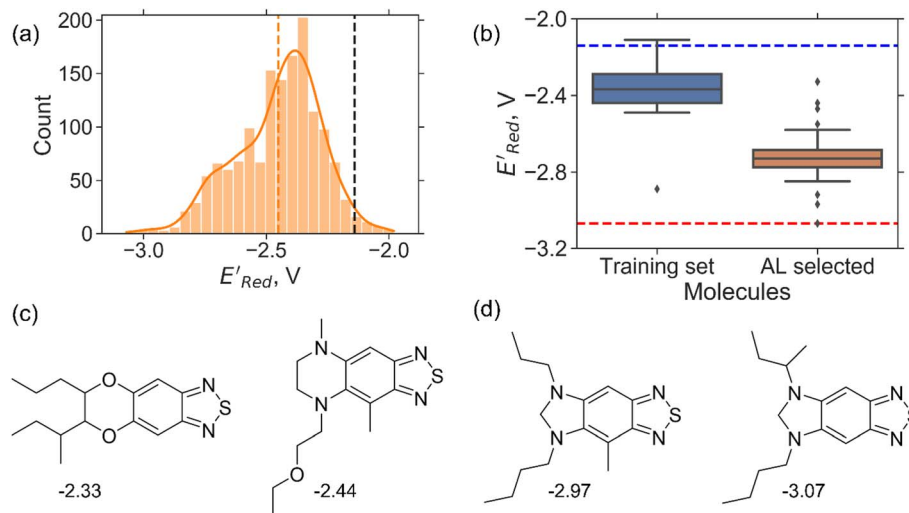 (a)
200
150
100
50
0
Count
−3.0
−2.5
−2.0
E'Red, V
(b)
−2.0
−2.4
−2.8
−3.2
E'Red, V
Training set
AL selected
Molecules
(c)
O
O
N
S
N
-2.33
N
N
O
N
S
N
-2.44
(d)
N
N
N
S
N
-2.97
N
N
N
S
N
-3.07